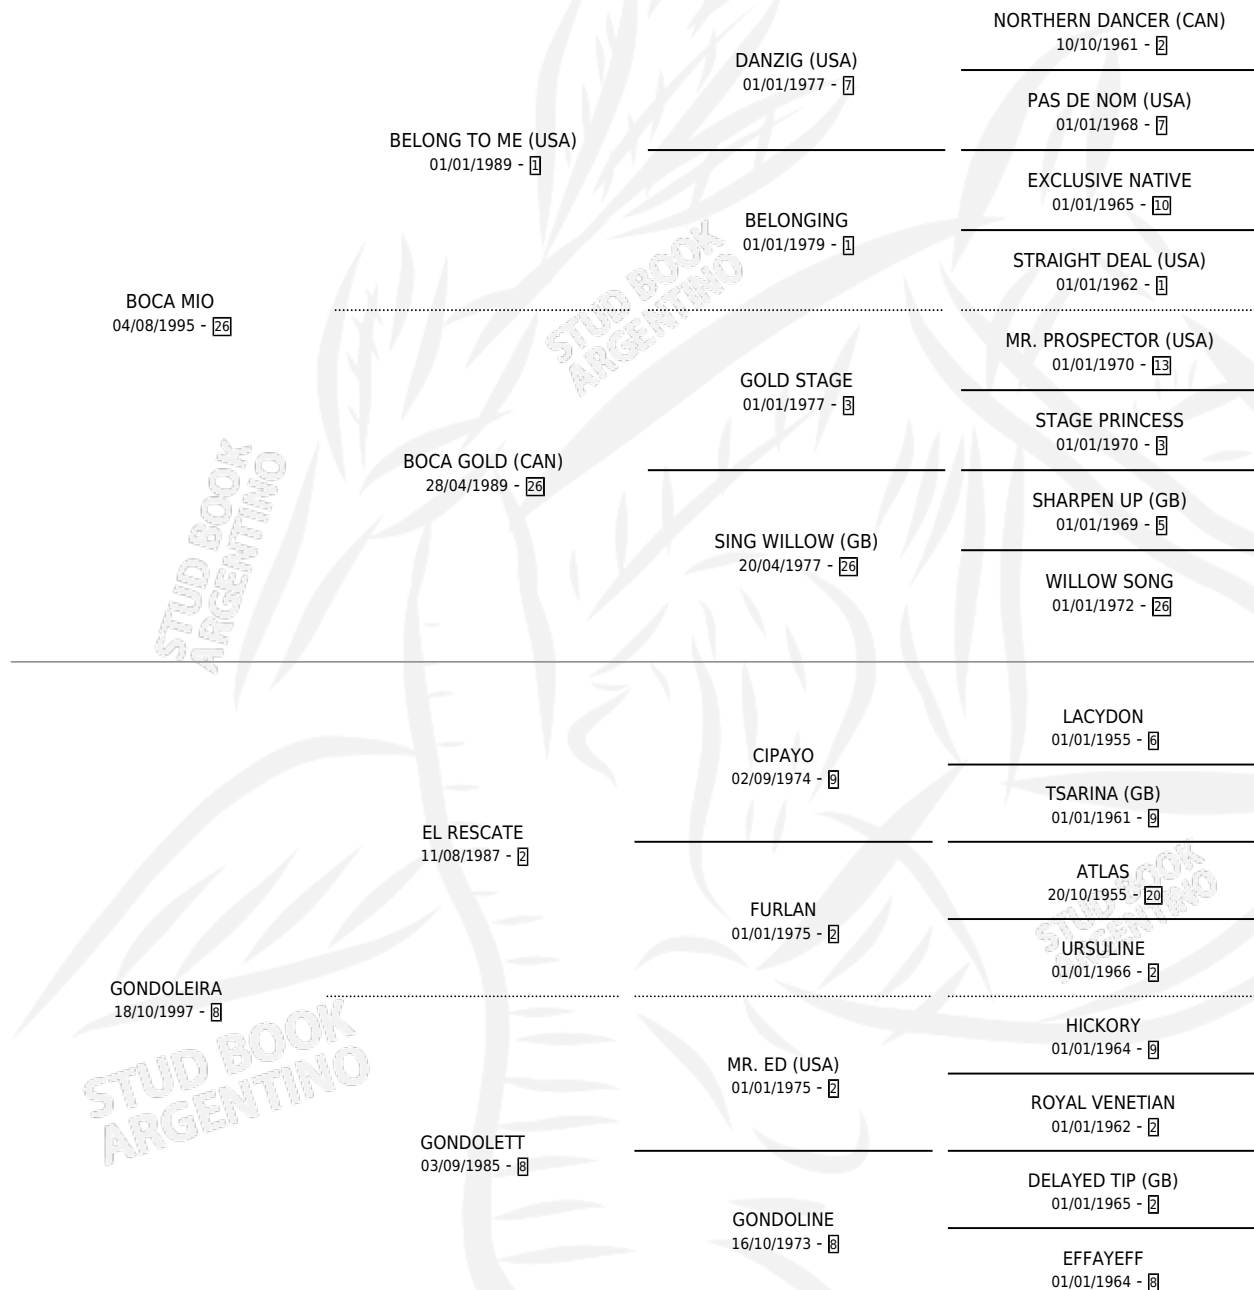 NORTHERN DANCER (CAN)
10/10/1961 - 2
DANZIG (USA)
01/01/1977 - 7
PAS DE NOM (USA)
01/01/1968 - 7
BELONG TO ME (USA)
01/01/1989 - 1
EXCLUSIVE NATIVE
01/01/1965 - 10
BELONGING
01/01/1979 - 1
STRAIGHT DEAL (USA)
01/01/1962 - 1
BOCA MIO
04/08/1995 - 26
MR. PROSPECTOR (USA)
01/01/1970 - 13
GOLD STAGE
01/01/1977 - 3
STAGE PRINCESS
01/01/1970 - 3
BOCA GOLD (CAN)
28/04/1989 - 26
SHARPEN UP (GB)
01/01/1969 - 5
SING WILLOW (GB)
20/04/1977 - 26
WILLOW SONG
01/01/1972 - 26
LACYDON
01/01/1955 - 6
CIPAYO
02/09/1974 - 9
TSARINA (GB)
01/01/1961 - 9
EL RESCATE
11/08/1987 - 2
ATLAS
20/10/1955 - 20
FURLAN
01/01/1975 - 2
URSULINE
01/01/1966 - 2
GONDOLEIRA
18/10/1997 - 8
HICKORY
01/01/1964 - 9
MR. ED (USA)
01/01/1975 - 2
ROYAL VENETIAN
01/01/1962 - 2
GONDOLETT
03/09/1985 - 8
DELAYED TIP (GB)
01/01/1965 - 2
GONDOLINE
16/10/1973 - 8
EFFAYEFF
01/01/1964 - 8
STUD BOOK
ARGENTINO
STUD BOOK
ARGENTINO
STUD BOOK
ARGENTINO
STUD BOOK
ARGENTINO